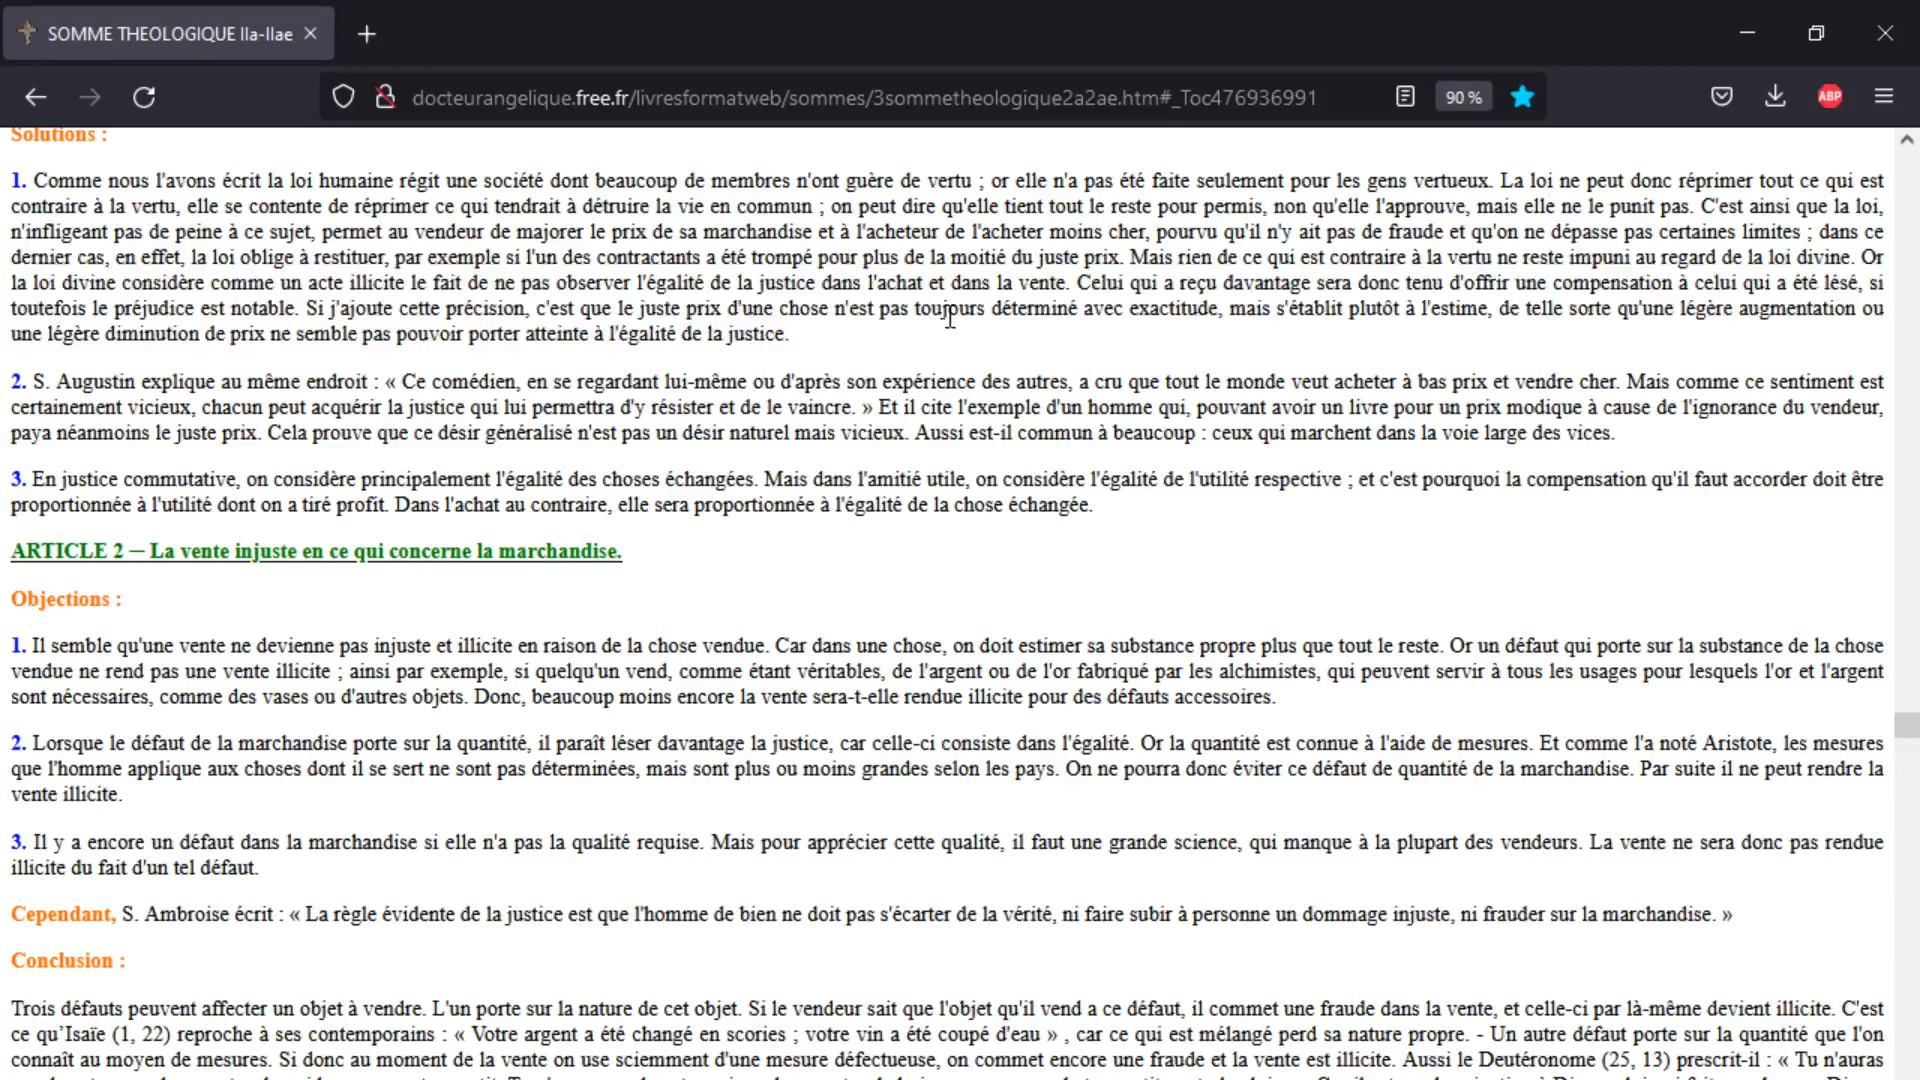 SOMME THEOLOGIQUE IIa-IIae
docteurangelique.free.fr/livresformatweb/sommes/3sommetheologique2a2ae.htm#_Toc476936991
90 %
ABP
Solutions :
1. Comme nous l'avons écrit la loi humaine régit une société dont beaucoup de membres n'ont guère de vertu ; or elle n'a pas été faite seulement pour les gens vertueux. La loi ne peut donc réprimer tout ce qui est
contraire à la vertu, elle se contente de réprimer ce qui tendrait à détruire la vie en commun ; on peut dire qu'elle tient tout le reste pour permis, non qu'elle l'approuve, mais elle ne le punit pas. C'est ainsi que la loi,
n'infligeant pas de peine à ce sujet, permet au vendeur de majorer le prix de sa marchandise et à l'acheteur de l'acheter moins cher, pourvu qu'il n'y ait pas de fraude et qu'on ne dépasse pas certaines limites ; dans ce
dernier cas, en effet, la loi oblige à restituer, par exemple si l'un des contractants a été trompé pour plus de la moitié du juste prix. Mais rien de ce qui est contraire à la vertu ne reste impuni au regard de la loi divine. Or
la loi divine considère comme un acte illicite le fait de ne pas observer l'égalité de la justice dans l'achat et dans la vente. Celui qui a reçu davantage sera donc tenu d'offrir une compensation à celui qui a été lésé, si
toutefois le préjudice est notable. Si j'ajoute cette précision, c'est que le juste prix d'une chose n'est pas toujours déterminé avec exactitude, mais s'établit plutôt à l'estime, de telle sorte qu'une légère augmentation ou
une légère diminution de prix ne semble pas pouvoir porter atteinte à l'égalité de la justice.
2. S. Augustin explique au même endroit : « Ce comédien, en se regardant lui-même ou d'après son expérience des autres, a cru que tout le monde veut acheter à bas prix et vendre cher. Mais comme ce sentiment est
certainement vicieux, chacun peut acquérir la justice qui lui permettra d'y résister et de le vaincre. » Et il cite l'exemple d'un homme qui, pouvant avoir un livre pour un prix modique à cause de l'ignorance du vendeur,
paya néanmoins le juste prix. Cela prouve que ce désir généralisé n'est pas un désir naturel mais vicieux. Aussi est-il commun à beaucoup : ceux qui marchent dans la voie large des vices.
3. En justice commutative, on considère principalement l'égalité des choses échangées. Mais dans l'amitié utile, on considère l'égalité de l'utilité respective ; et c'est pourquoi la compensation qu'il faut accorder doit être
proportionnée à l'utilité dont on a tiré profit. Dans l'achat au contraire, elle sera proportionnée à l'égalité de la chose échangée.
ARTICLE 2 — La vente injuste en ce qui concerne la marchandise.
Objections :
1. Il semble qu'une vente ne devienne pas injuste et illicite en raison de la chose vendue. Car dans une chose, on doit estimer sa substance propre plus que tout le reste. Or un défaut qui porte sur la substance de la chose
vendue ne rend pas une vente illicite ; ainsi par exemple, si quelqu'un vend, comme étant véritables, de l'argent ou de l'or fabriqué par les alchimistes, qui peuvent servir à tous les usages pour lesquels l'or et l'argent
sont nécessaires, comme des vases ou d'autres objets. Donc, beaucoup moins encore la vente sera-t-elle rendue illicite pour des défauts accessoires.
2. Lorsque le défaut de la marchandise porte sur la quantité, il paraît léser davantage la justice, car celle-ci consiste dans l'égalité. Or la quantité est connue à l'aide de mesures. Et comme l'a noté Aristote, les mesures
que l'homme applique aux choses dont il se sert ne sont pas déterminées, mais sont plus ou moins grandes selon les pays. On ne pourra donc éviter ce défaut de quantité de la marchandise. Par suite il ne peut rendre la
vente illicite.
3. Il y a encore un défaut dans la marchandise si elle n'a pas la qualité requise. Mais pour apprécier cette qualité, il faut une grande science, qui manque à la plupart des vendeurs. La vente ne sera donc pas rendue
illicite du fait d'un tel défaut.
Cependant, S. Ambroise écrit : « La règle évidente de la justice est que l'homme de bien ne doit pas s'écarter de la vérité, ni faire subir à personne un dommage injuste, ni frauder sur la marchandise. »
Conclusion :
Trois défauts peuvent affecter un objet à vendre. L'un porte sur la nature de cet objet. Si le vendeur sait que l'objet qu'il vend a ce défaut, il commet une fraude dans la vente, et celle-ci par là-même devient illicite. C'est
ce qu’Isaïe (1, 22) reproche à ses contemporains : « Votre argent a été changé en scories ; votre vin a été coupé d'eau » , car ce qui est mélangé perd sa nature propre. - Un autre défaut porte sur la quantité que l'on
connaît au moyen de mesures. Si donc au moment de la vente on use sciemment d'une mesure défectueuse, on commet encore une fraude et la vente est illicite. Aussi le Deutéronome (25, 13) prescrit-il : « Tu n'auras